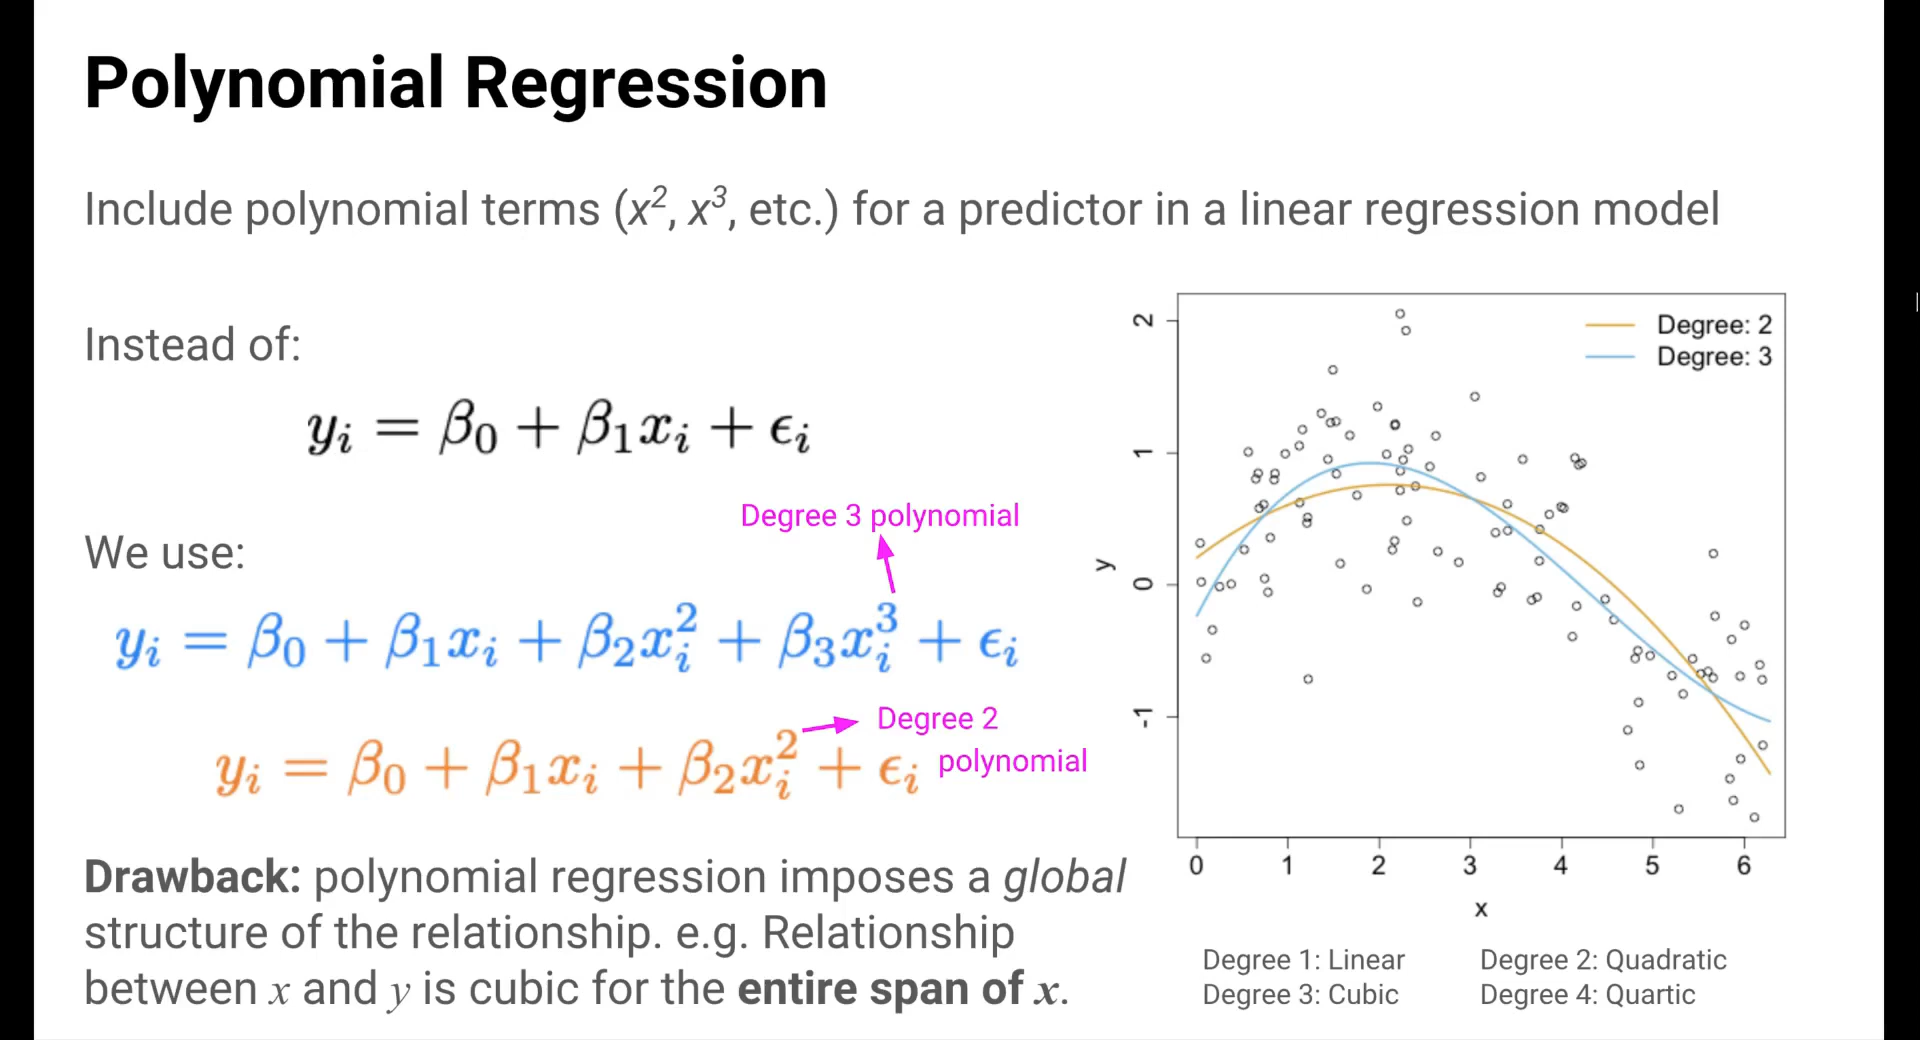 Polynomial Regression
Include polynomial terms (x², x³, etc.) for a predictor in a linear regression model
Instead of:
yᵢ = β₀ + β₁xᵢ + ϵᵢ
Degree 3 polynomial
We use:
yᵢ = β₀ + β₁xᵢ + β₂xᵢ² + β₃xᵢ³ + ϵᵢ
Degree 2
polynomial
yᵢ = β₀ + β₁xᵢ + β₂xᵢ² + ϵᵢ
Drawback: polynomial regression imposes a global
structure of the relationship. e.g. Relationship
between x and y is cubic for the entire span of x.
Degree: 2
Degree: 3
2
1
0
-1
y
0 1 2 3 4 5 6
x
Degree 1: Linear
Degree 2: Quadratic
Degree 3: Cubic
Degree 4: Quartic